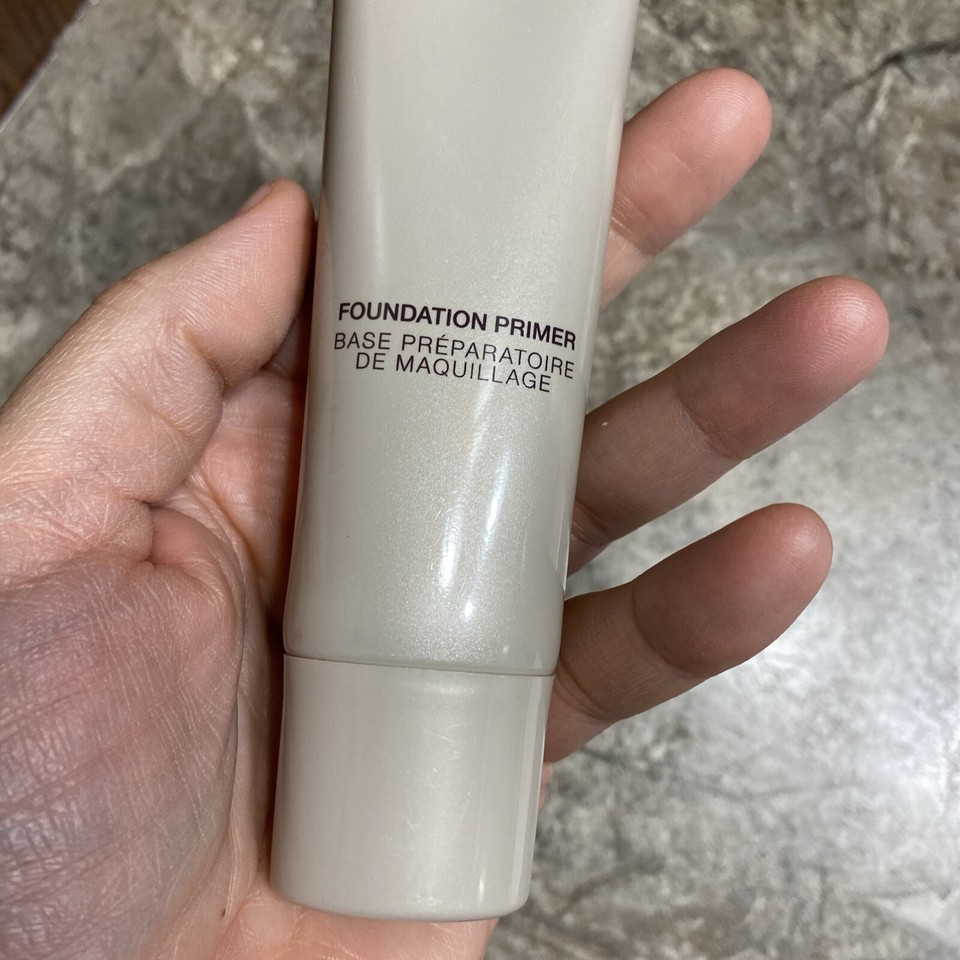 FOUNDATION PRIMER
BASE PRÉPARATOIRE
DE MAQUILLAGE